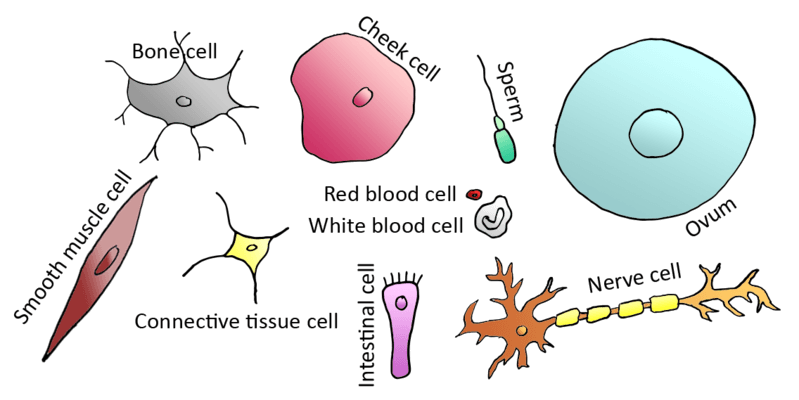 Bone cell
Cheek cell
Sperm
Ovum
Smooth muscle cell
Red blood cell
White blood cell
Connective tissue cell
Intestinal cell
Nerve cell